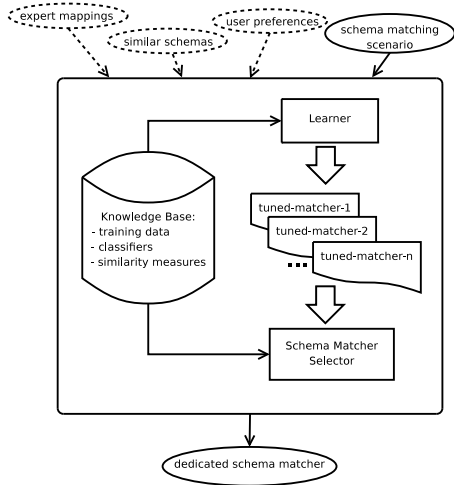 expert mappings
user preferences
similar schemas
schema matching
scenario
Learner
Knowledge Base:
- training data
- classifiers
- similarity measures
tuned-matcher-1
tuned-matcher-2
tuned-matcher-n
...
Schema Matcher
Selector
dedicated schema matcher